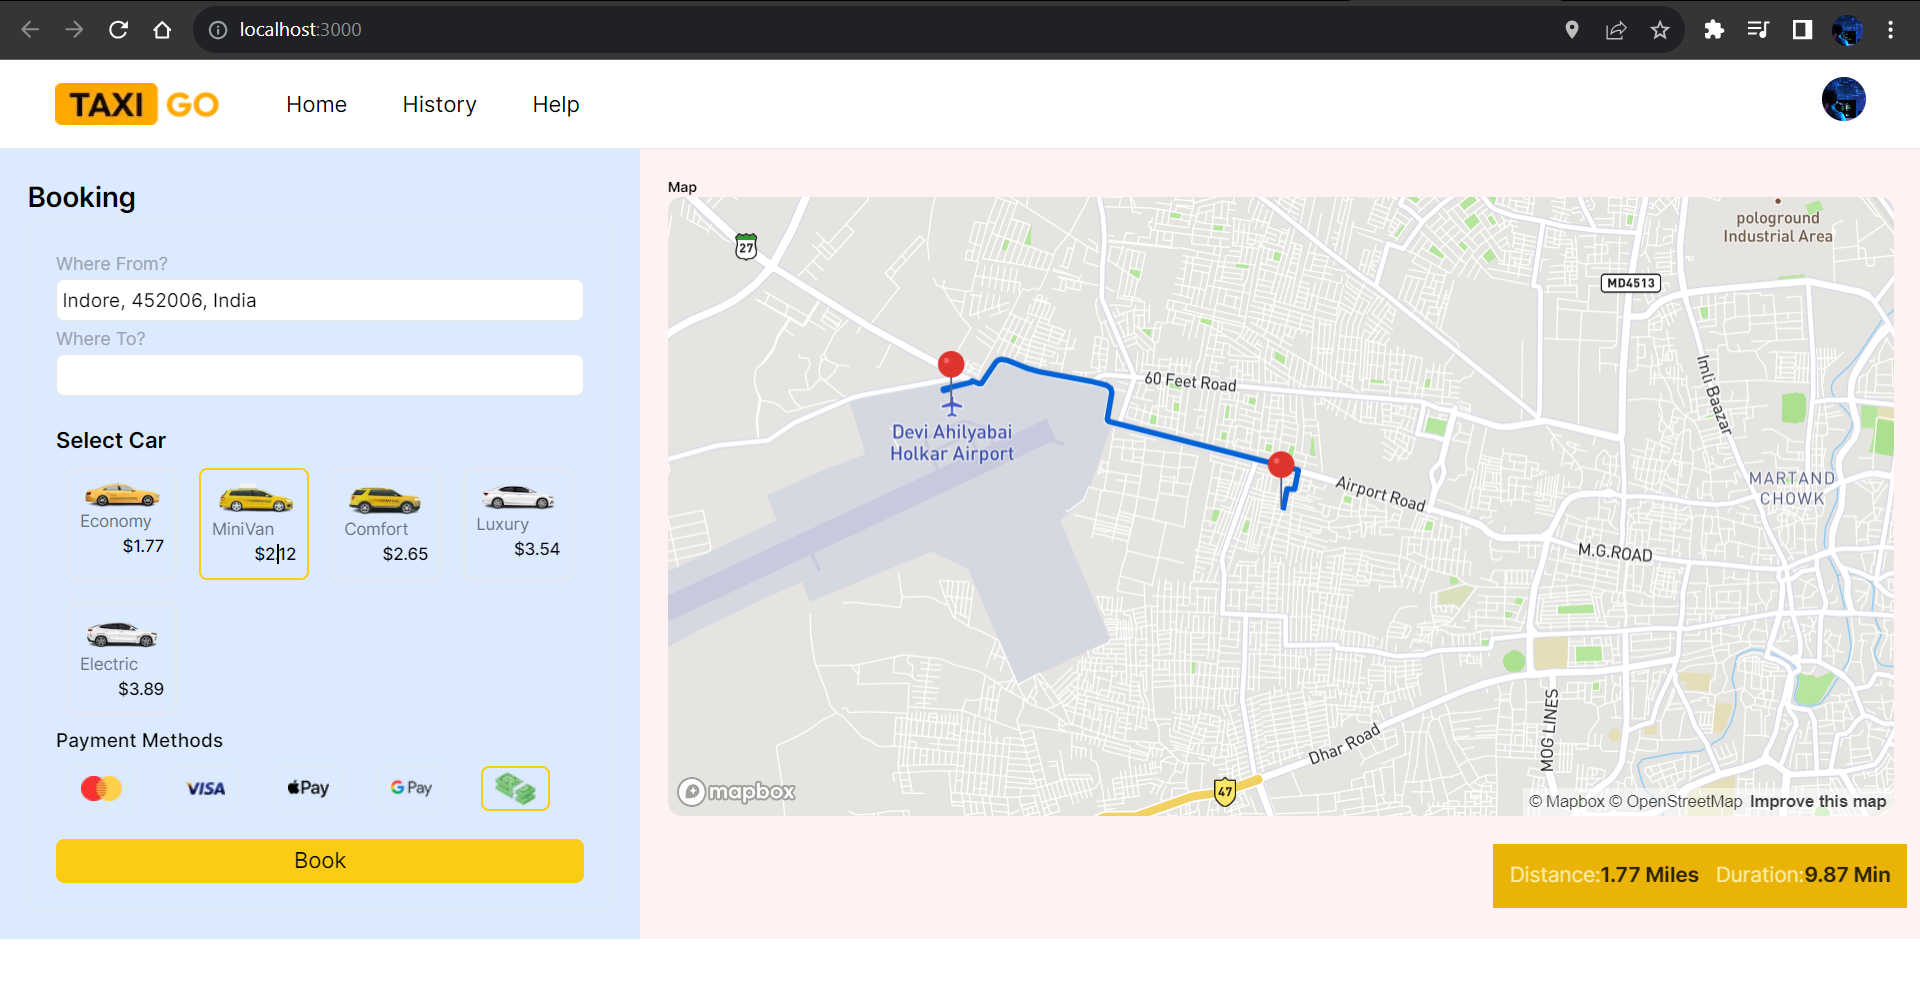 localhost:3000
TAXI GO
Home
History
Help
Booking
Where From?
Indore, 452006, India
Where To?
Select Car
Economy
$1.77
MiniVan
$2.12
Comfort
$2.65
Luxury
$3.54
Electric
$3.89
Payment Methods
VISA
Pay
G Pay
Book
Map
27
pologround
Industrial Area
MD4513
60 Feet Road
Imli Baazar
Devi Ahilyabai
Holkar Airport
Airport Road
MARTAND
CHOWK
M.G.ROAD
MOG LINES
Dhar Road
47
mapbox
© Mapbox © OpenStreetMap Improve this map
Distance:1.77 Miles Duration:9.87 Min